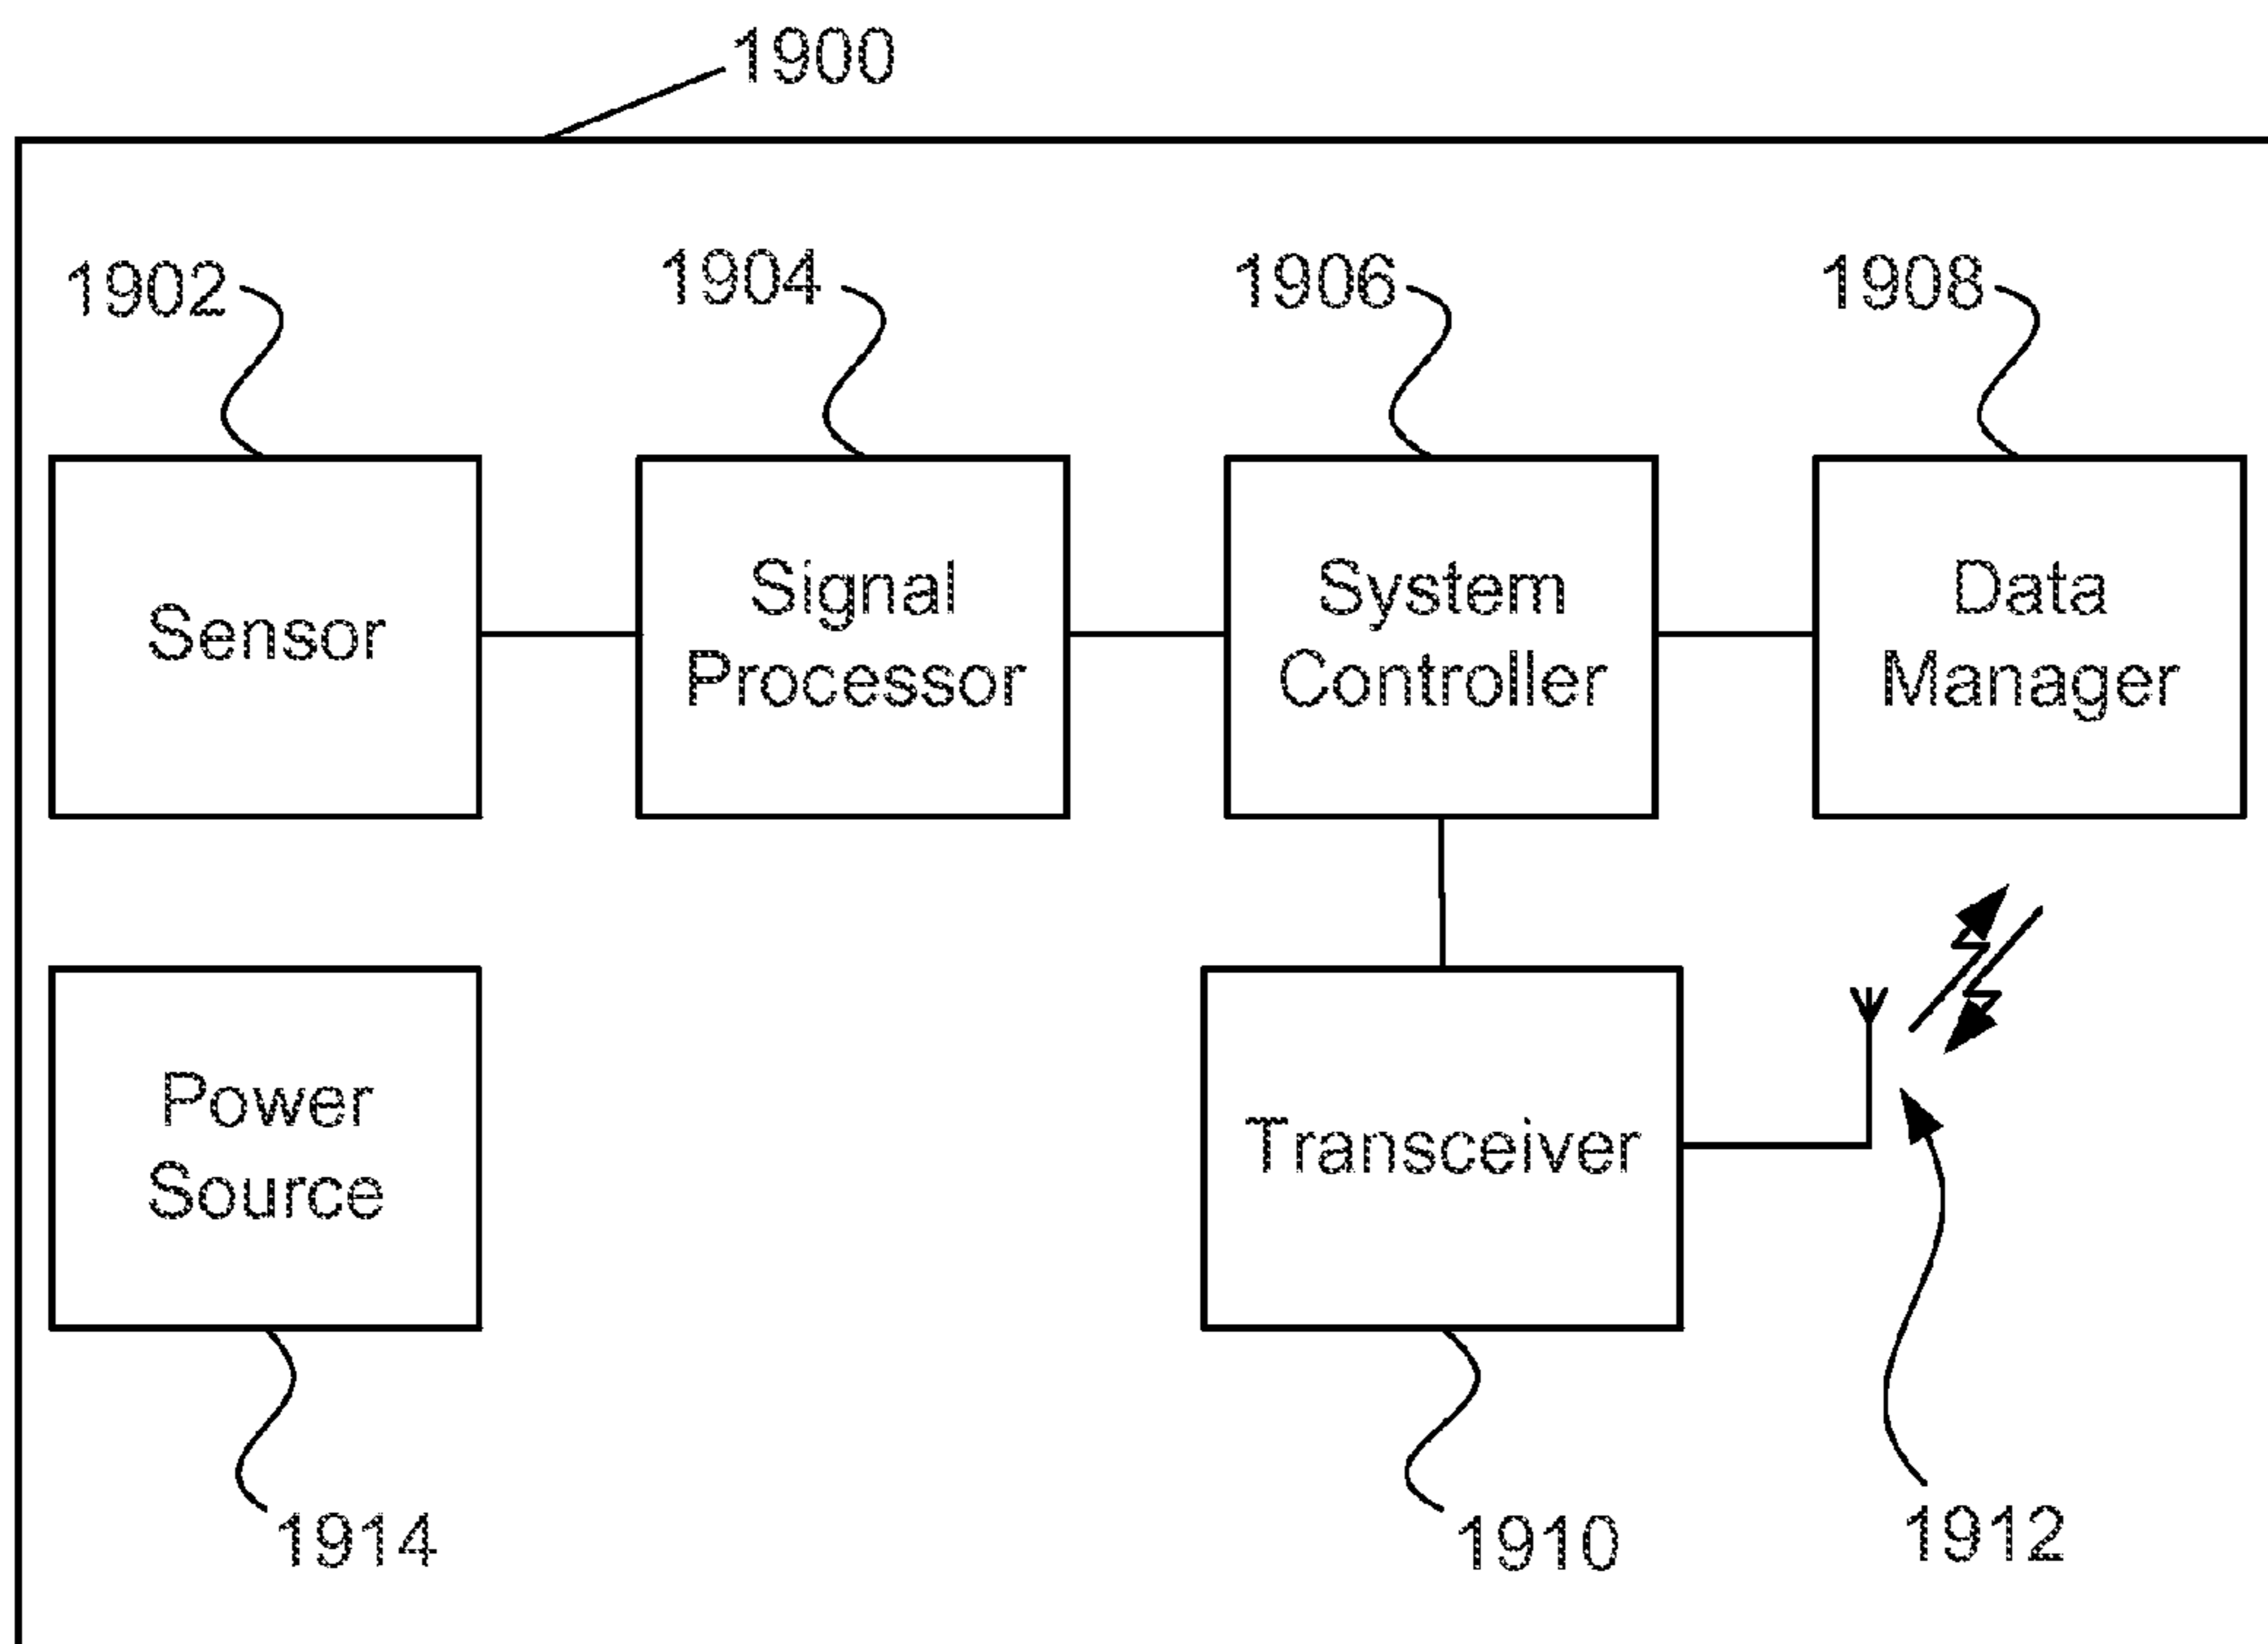 1900
1902
1904
1906
1908
Sensor
Signal
Processor
System
Controller
Data
Manager
Power
Source
Transceiver
1914
1910
1912